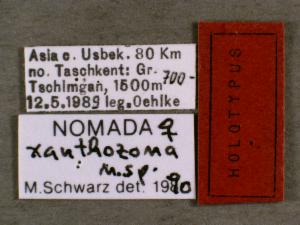 Asia c. Usbek. 80 Km
no. Taschkent: Gr.
Tschimgan, 1500m 700-
12.5.1989 leg.Oehlke
NOMADA ♀
xanthozona
n.sp.
M.Schwarz det. 1990
HOLOTYPUS